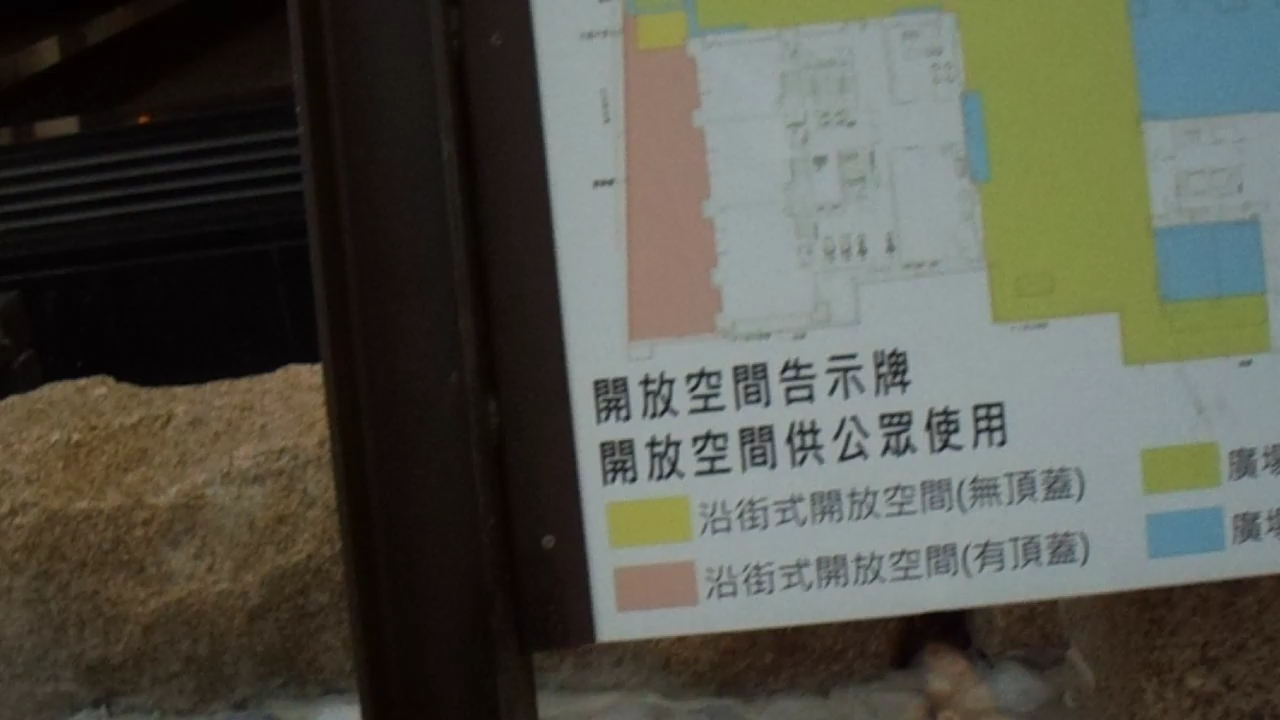 開放空間告示牌
開放空間供公眾使用
沿街式開放空間(無頂蓋)
沿街式開放空間(有頂蓋)
廣場
廣場